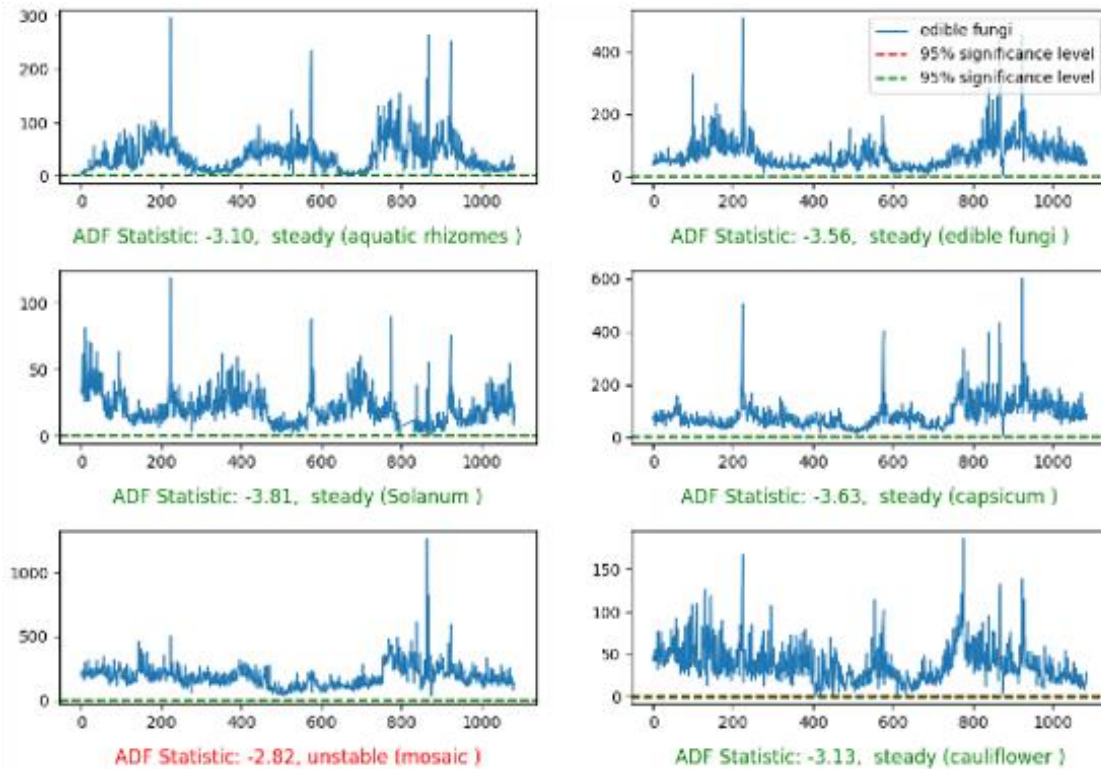 300
200
100
0
0 200 400 600 800 1000
ADF Statistic: -3.10, steady (aquatic rhizomes )
edible fungi
95% significance level
95% significance level
400
200
0
0 200 400 600 800 1000
ADF Statistic: -3.56, steady (edible fungi )
100
50
0
0 200 400 600 800 1000
ADF Statistic: -3.81, steady (Solanum )
600
400
200
0
0 200 400 600 800 1000
ADF Statistic: -3.63, steady (capsicum )
1000
500
0
0 200 400 600 800 1000
ADF Statistic: -2.82, unstable (mosaic )
150
100
50
0
0 200 400 600 800 1000
ADF Statistic: -3.13, steady (cauliflower )